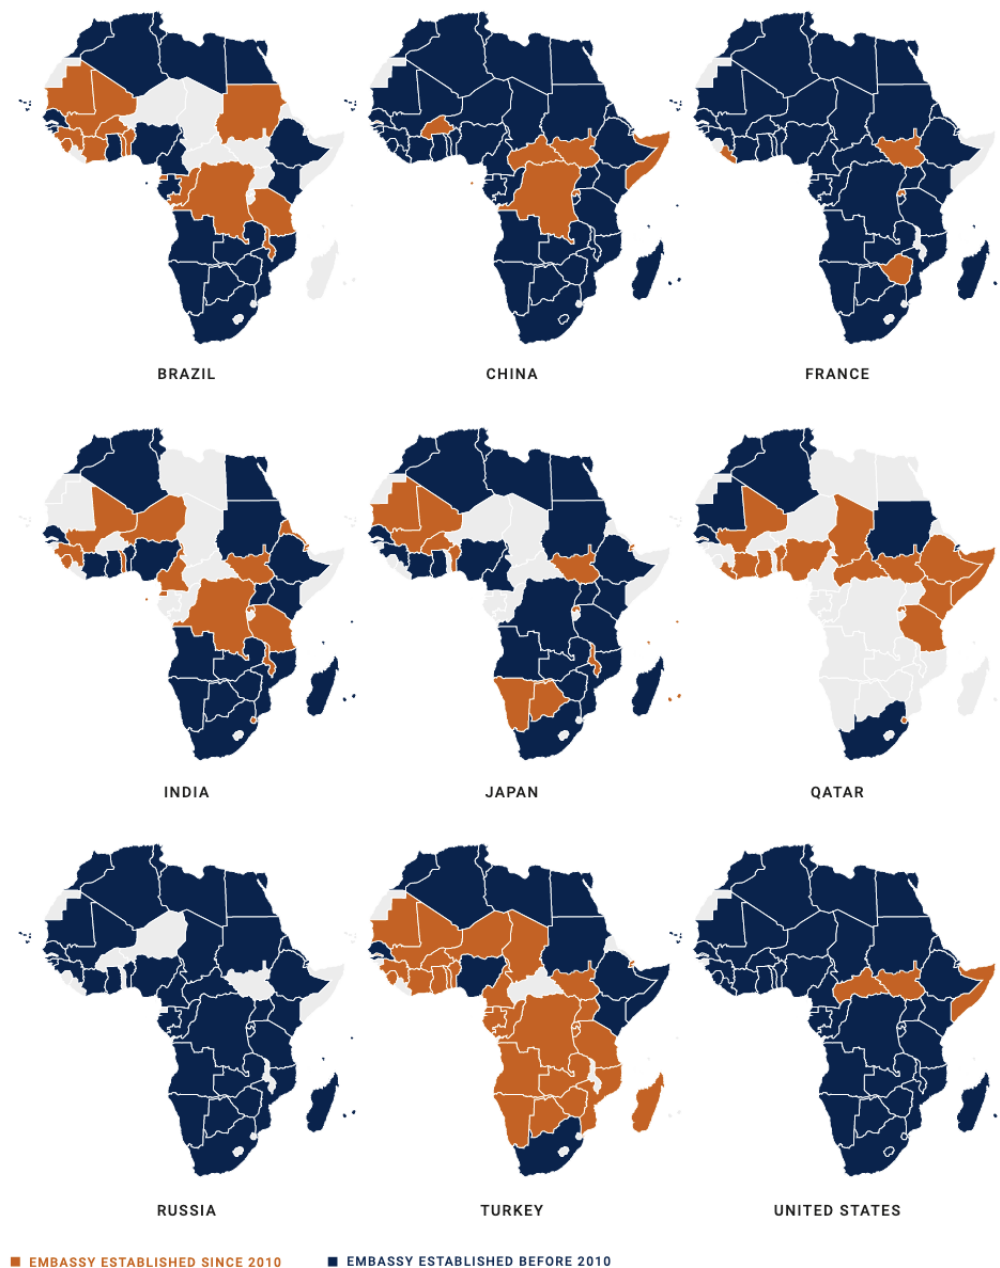 BRAZIL
CHINA
FRANCE
INDIA
JAPAN
QATAR
RUSSIA
TURKEY
UNITED STATES
EMBASSY ESTABLISHED SINCE 2010
EMBASSY ESTABLISHED BEFORE 2010